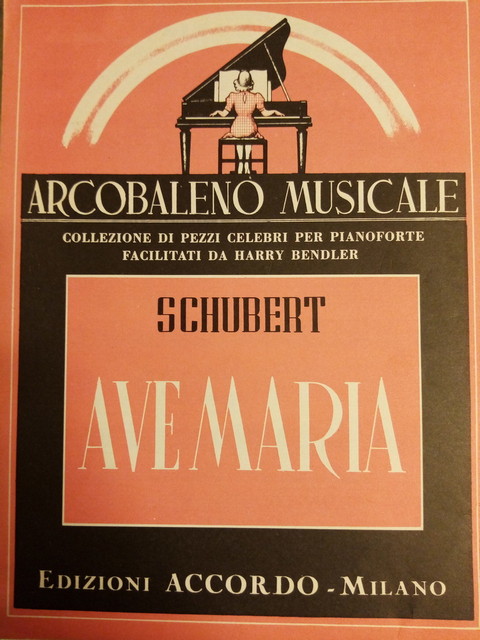 ARCOBALENO MUSICALE
COLLEZIONE DI PEZZI CELEBRI PER PIANOFORTE
FACILITATI DA HARRY BENDLER
SCHUBERT
AVE MARIA
EDIZIONI ACCORDO - MILANO